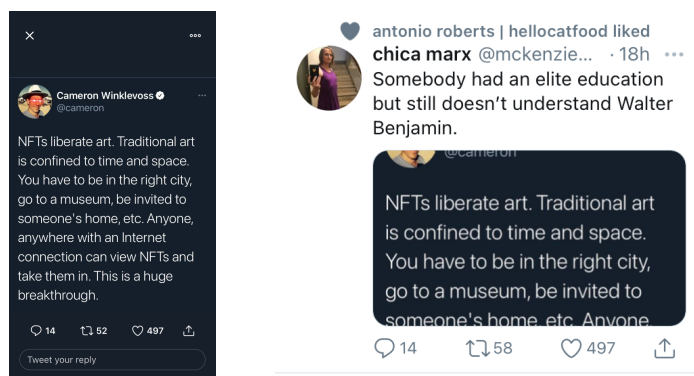 Cameron Winklevoss
@cameron
NFTs liberate art. Traditional art
is confined to time and space.
You have to be in the right city,
go to a museum, be invited to
someone's home, etc. Anyone,
anywhere with an Internet
connection can view NFTs and
take them in. This is a huge
breakthrough.
14 52 497
Tweet your reply
antonio roberts | hellocatfood liked
chica marx @mckenzie... · 18h
Somebody had an elite education
but still doesn't understand Walter
Benjamin.
@cameron
NFTs liberate art. Traditional art
is confined to time and space.
You have to be in the right city,
go to a museum, be invited to
someone's home, etc. Anyone,
14 58 497